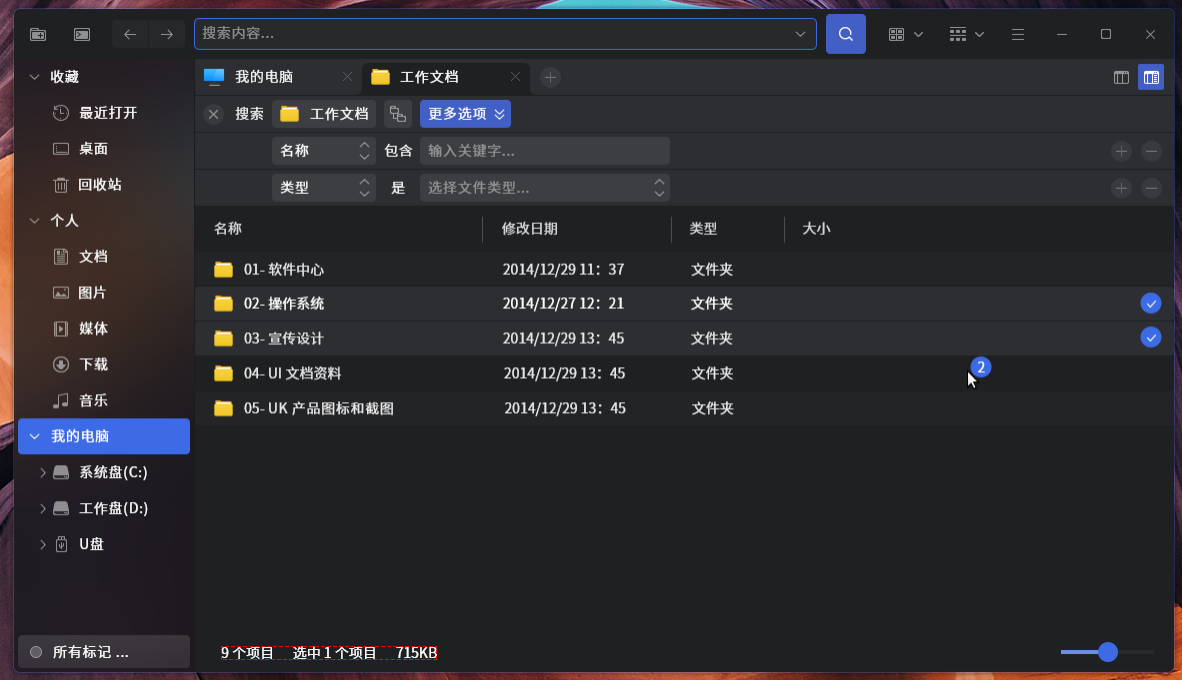 搜索内容...
收藏
最近打开
桌面
回收站
个人
文档
图片
媒体
下载
音乐
我的电脑
系统盘(C:)
工作盘(D:)
U盘
所有标记 ...
我的电脑
工作文档
搜索 工作文档 更多选项
名称 包含 输入关键字...
类型 是 选择文件类型...
名称 修改日期 类型 大小
01- 软件中心 2014/12/29 11：37 文件夹
02- 操作系统 2014/12/27 12：21 文件夹
03- 宣传设计 2014/12/29 13：45 文件夹
04- UI 文档资料 2014/12/29 13：45 文件夹
2
05- UK 产品图标和截图 2014/12/29 13：45 文件夹
9 个项目 选中 1 个项目 715KB